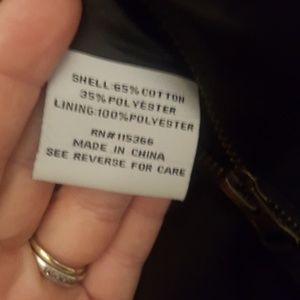 SHELL:65% COTTON
35% POLYESTER
LINING:100% POLYESTER
RN#115366
MADE IN CHINA
SEE REVERSE FOR CARE